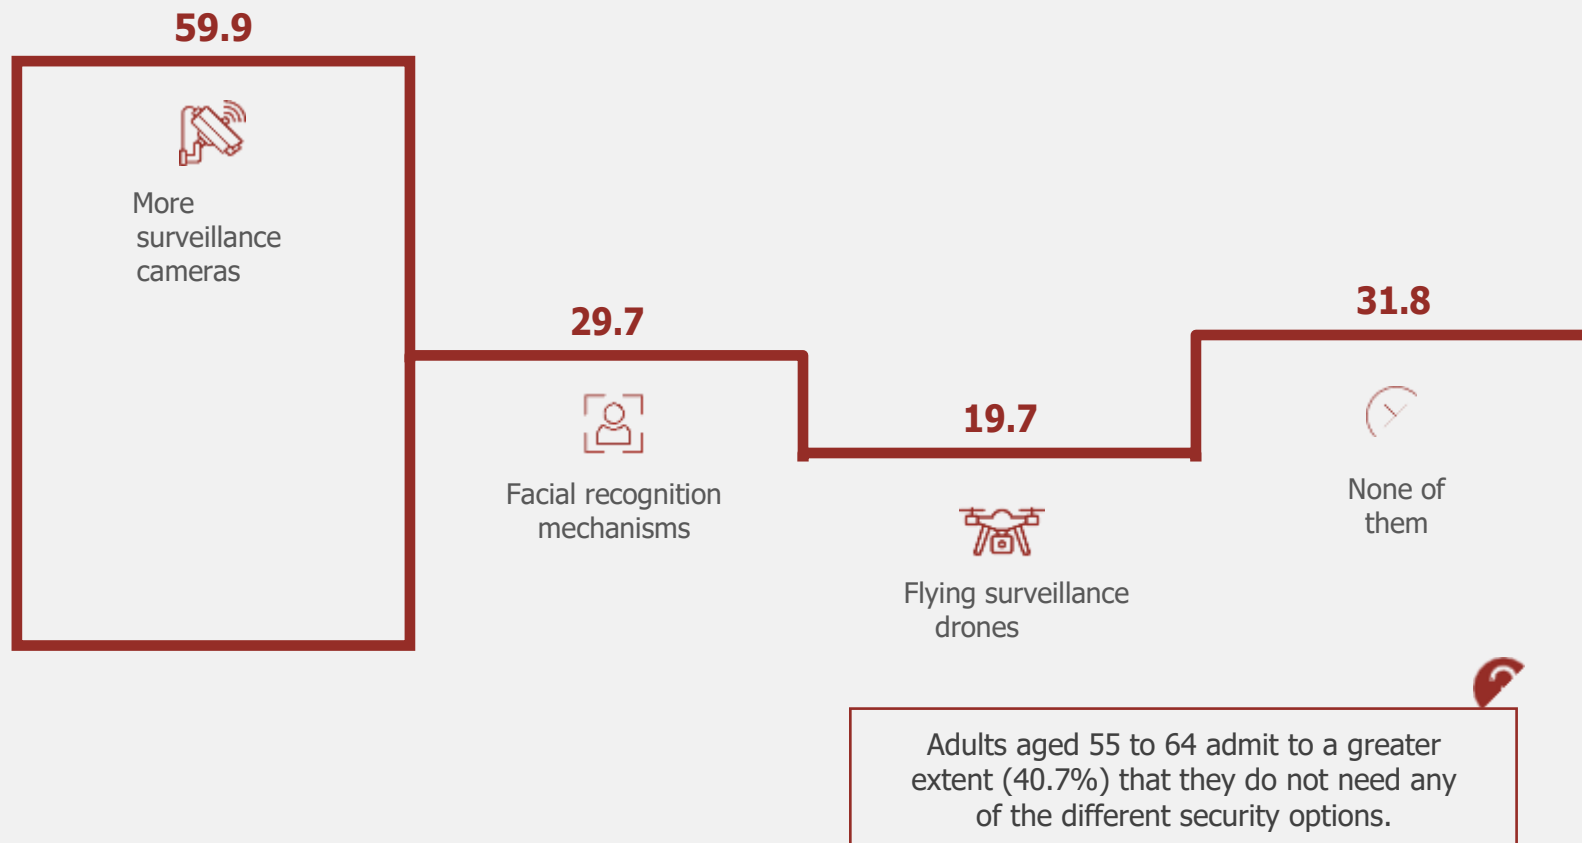 59.9
More
surveillance
cameras
29.7
Facial recognition
mechanisms
19.7
Flying surveillance
drones
31.8
None of
them
Adults aged 55 to 64 admit to a greater
extent (40.7%) that they do not need any
of the different security options.